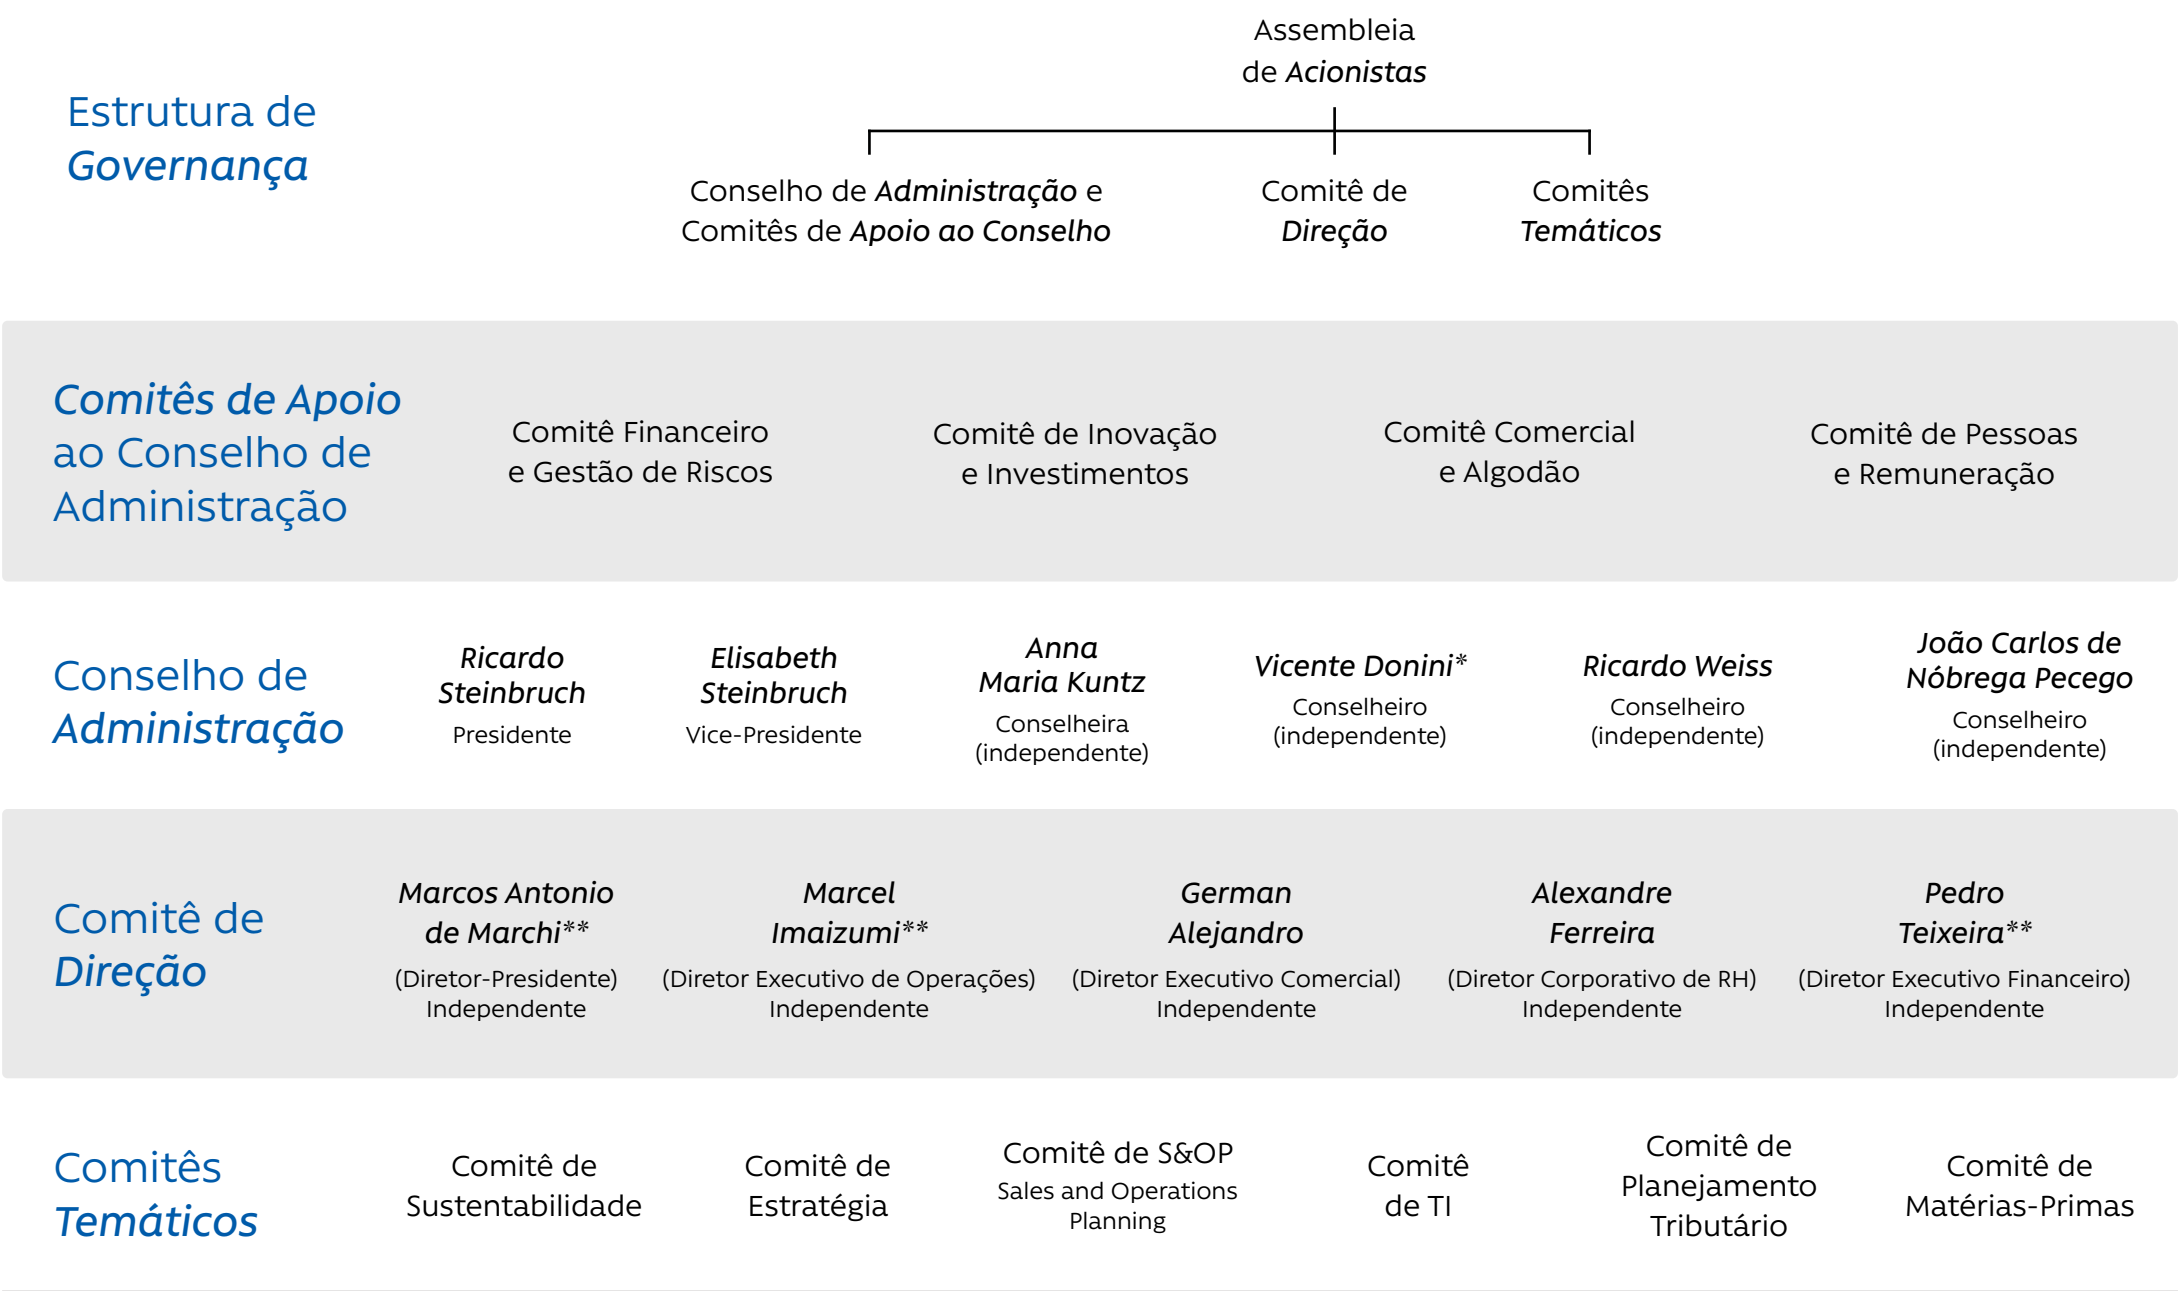 Assembleia
de Acionistas
Estrutura de
Governança
Conselho de Administração e
Comitês de Apoio ao Conselho
Comitê de
Direção
Comitês
Temáticos
Comitês de Apoio
ao Conselho de
Administração
Comitê Financeiro
e Gestão de Riscos
Comitê de Inovação
e Investimentos
Comitê Comercial
e Algodão
Comitê de Pessoas
e Remuneração
Conselho de
Administração
Ricardo
Steinbruch
Presidente
Elisabeth
Steinbruch
Vice-Presidente
Anna
Maria Kuntz
Conselheira
(independente)
Vicente Donini*
Conselheiro
(independente)
Ricardo Weiss
Conselheiro
(independente)
João Carlos de
Nóbrega Pecego
Conselheiro
(independente)
Comitê de
Direção
Marcos Antonio
de Marchi**
(Diretor-Presidente)
Independente
Marcel
Imaizumi**
(Diretor Executivo de Operações)
Independente
German
Alejandro
(Diretor Executivo Comercial)
Independente
Alexandre
Ferreira
(Diretor Corporativo de RH)
Independente
Pedro
Teixeira**
(Diretor Executivo Financeiro)
Independente
Comitês
Temáticos
Comitê de
Sustentabilidade
Comitê de
Estratégia
Comitê de S&OP
Sales and Operations
Planning
Comitê
de TI
Comitê de
Planejamento
Tributário
Comitê de
Matérias-Primas